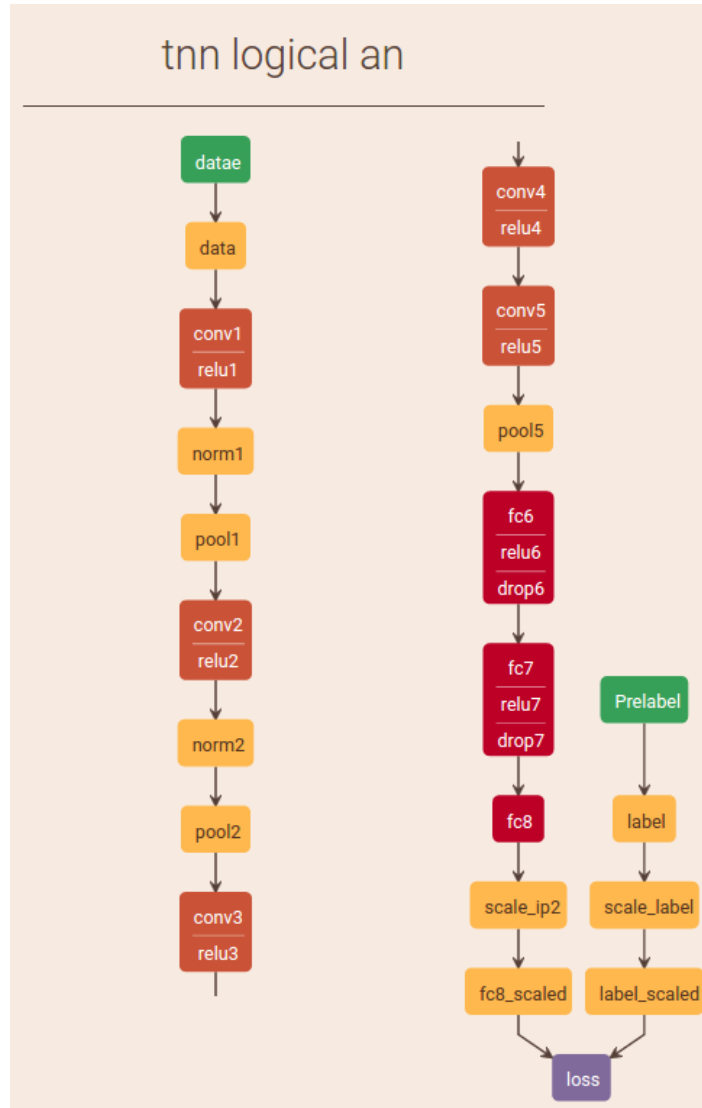 tnn logical an
datae
data
conv1
relu1
norm1
pool1
conv2
relu2
norm2
pool2
conv3
relu3
conv4
relu4
conv5
relu5
pool5
fc6
relu6
drop6
fc7
relu7
drop7
fc8
scale_ip2
fc8_scaled
Prelabel
label
scale_label
label_scaled
loss